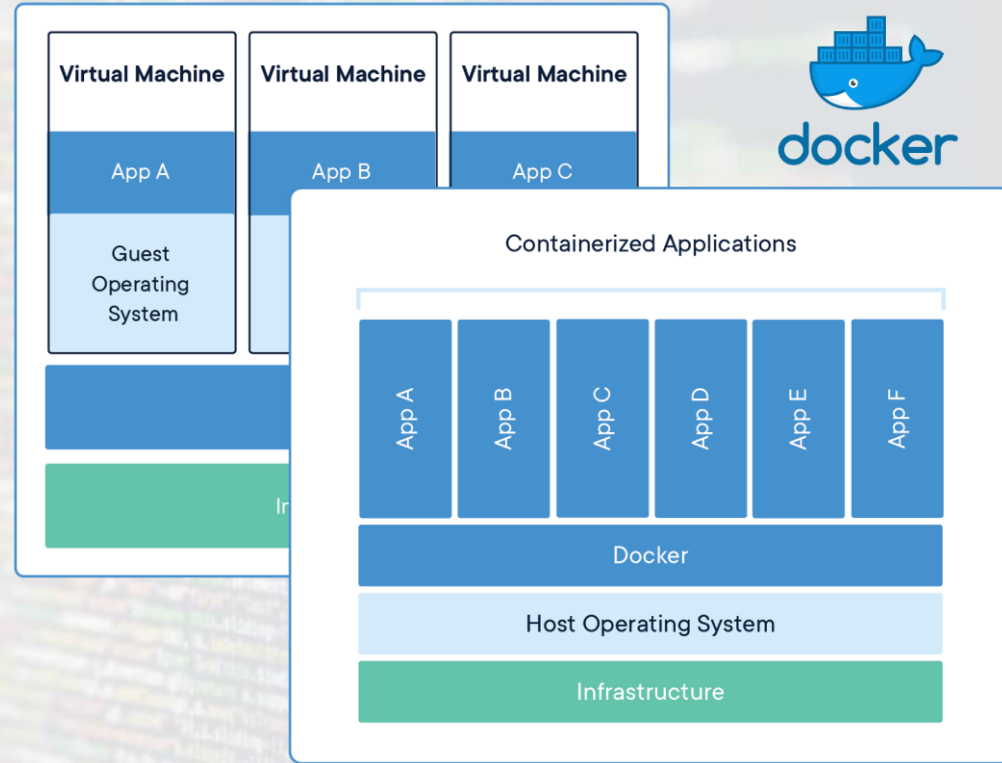 Virtual Machine
Virtual Machine
Virtual Machine
App A
App B
App C
Guest
Operating
System
docker
Containerized Applications
App A
App B
App C
App D
App E
App F
Docker
Host Operating System
Infrastructure